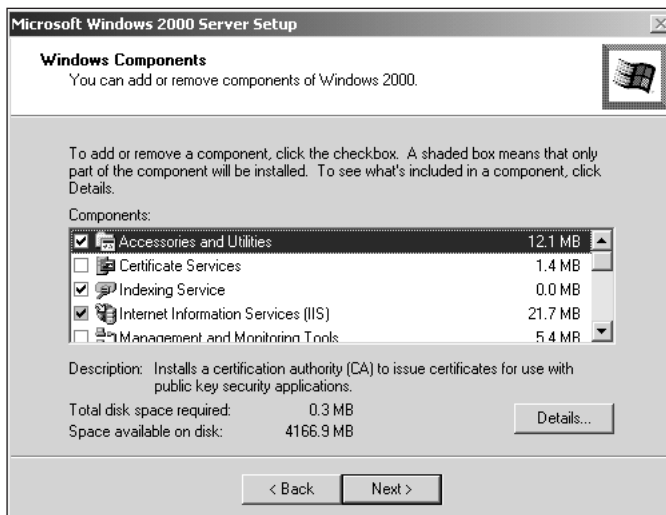 Microsoft Windows 2000 Server Setup
Windows Components
You can add or remove components of Windows 2000.
To add or remove a component, click the checkbox. A shaded box means that only
part of the component will be installed. To see what's included in a component, click
Details.
Components:
Accessories and Utilities 12.1 MB
Certificate Services 1.4 MB
Indexing Service 0.0 MB
Internet Information Services (IIS) 21.7 MB
Management and Monitoring Tools 5.4 MB
Description: Installs a certification authority (CA) to issue certificates for use with
public key security applications.
Total disk space required: 0.3 MB
Space available on disk: 4166.9 MB
Details...
< Back Next >